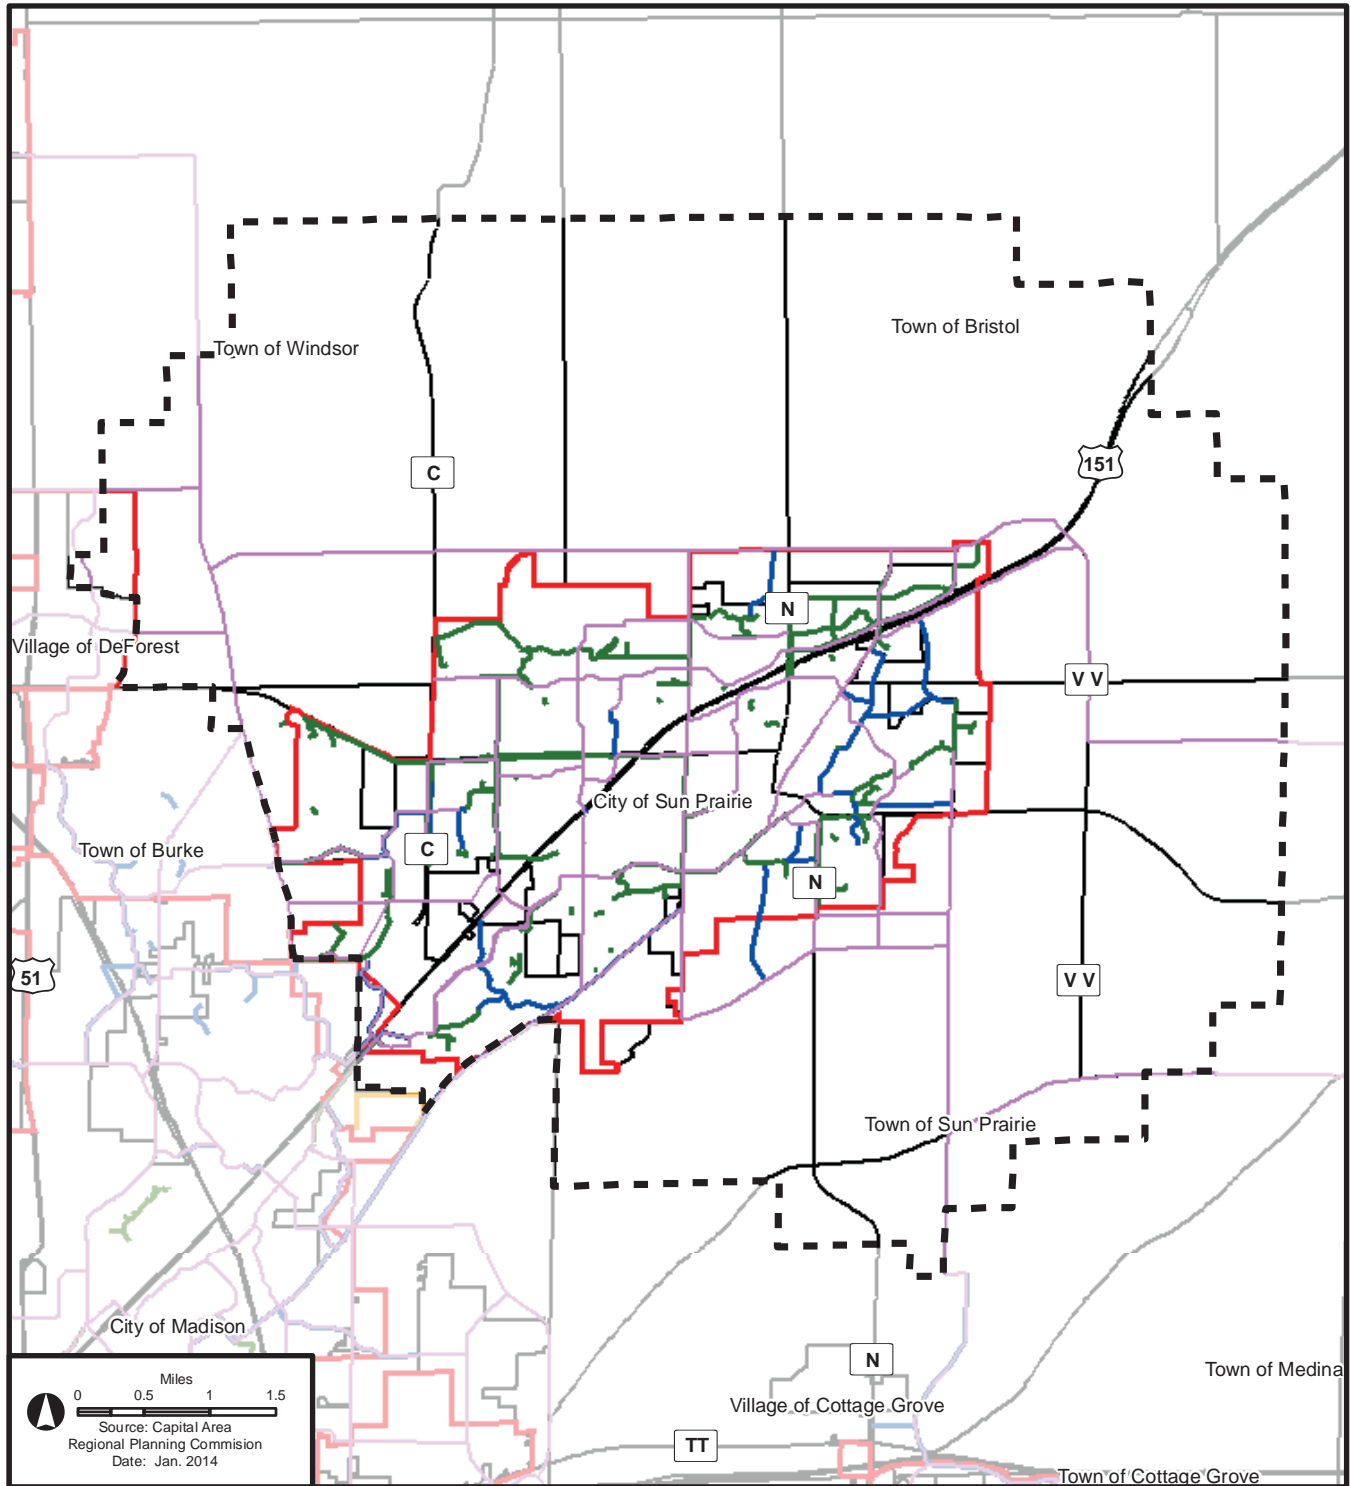 Town of Bristol
Town of Windsor
151
C
N
Village of DeForest
V V
City of Sun Prairie
Town of Burke
C
N
51
V V
Town of Sun Prairie
City of Madison
N
Town of Medina
Village of Cottage Grove
TT
Town of Cottage Grove
Miles
0 0.5 1 1.5
Source: Capital Area
Regional Planning Commision
Date: Jan. 2014